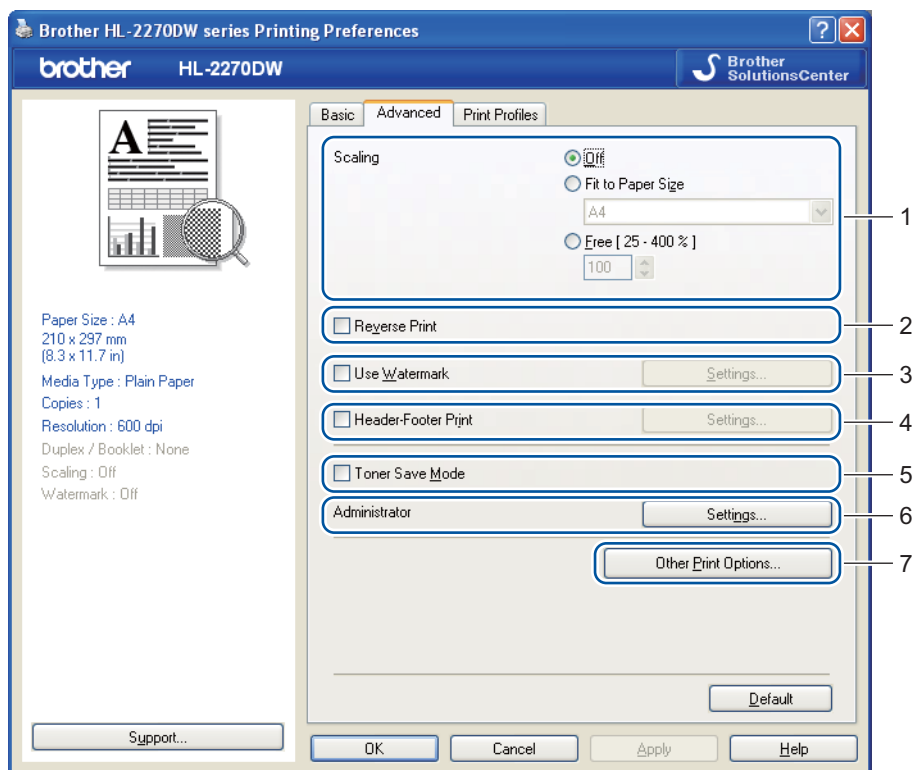 Brother HL-2270DW series Printing Preferences
brother HL-2270DW
Brother
SolutionsCenter
Basic Advanced Print Profiles
A
Scaling
Off
Fit to Paper Size
A4
Free [ 25 - 400 % ]
100
1
Paper Size : A4
210 x 297 mm
(8.3 x 11.7 in)
Media Type : Plain Paper
Copies : 1
Resolution : 600 dpi
Duplex / Booklet : None
Scaling : Off
Watermark : Off
Reverse Print
2
Use Watermark Settings...
3
Header-Footer Print Settings...
4
Toner Save Mode
5
Administrator Settings...
6
Other Print Options...
7
Default
Support...
OK Cancel Apply Help